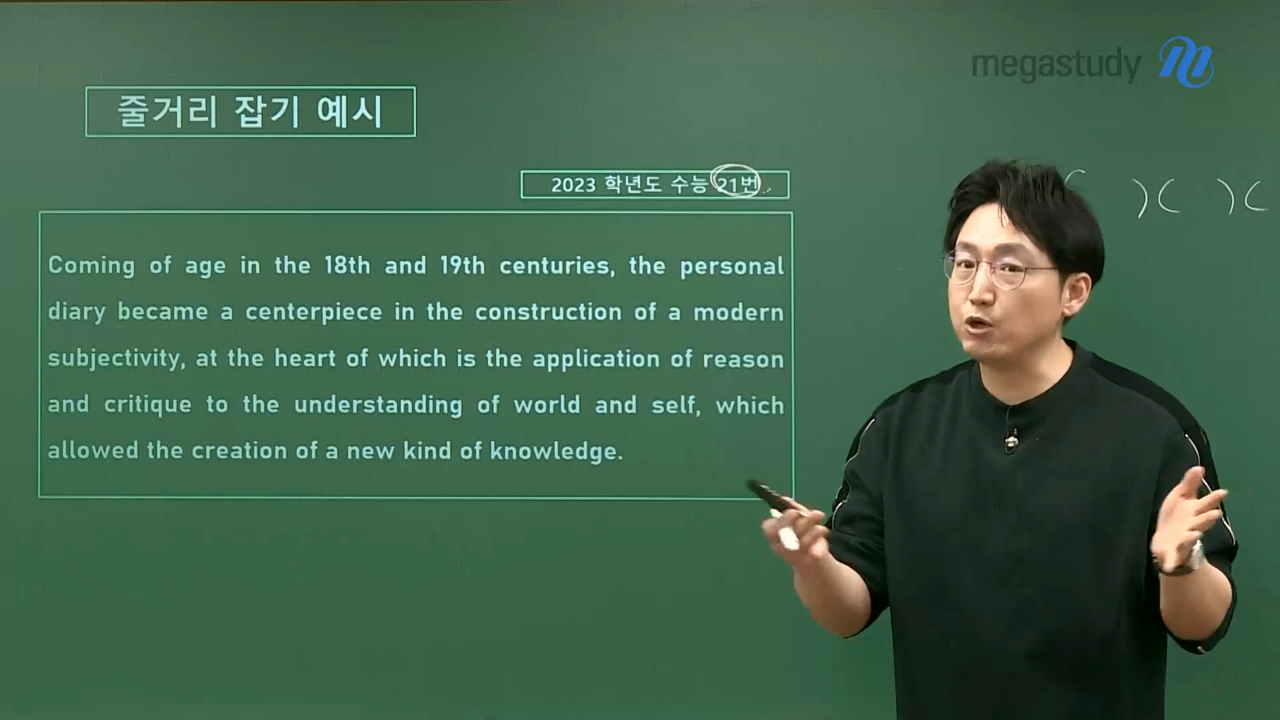 megastudy
줄거리 잡기 예시
2023 학년도 수능 21번
Coming of age in the 18th and 19th centuries, the personal
diary became a centerpiece in the construction of a modern
subjectivity, at the heart of which is the application of reason
and critique to the understanding of world and self, which
allowed the creation of a new kind of knowledge.